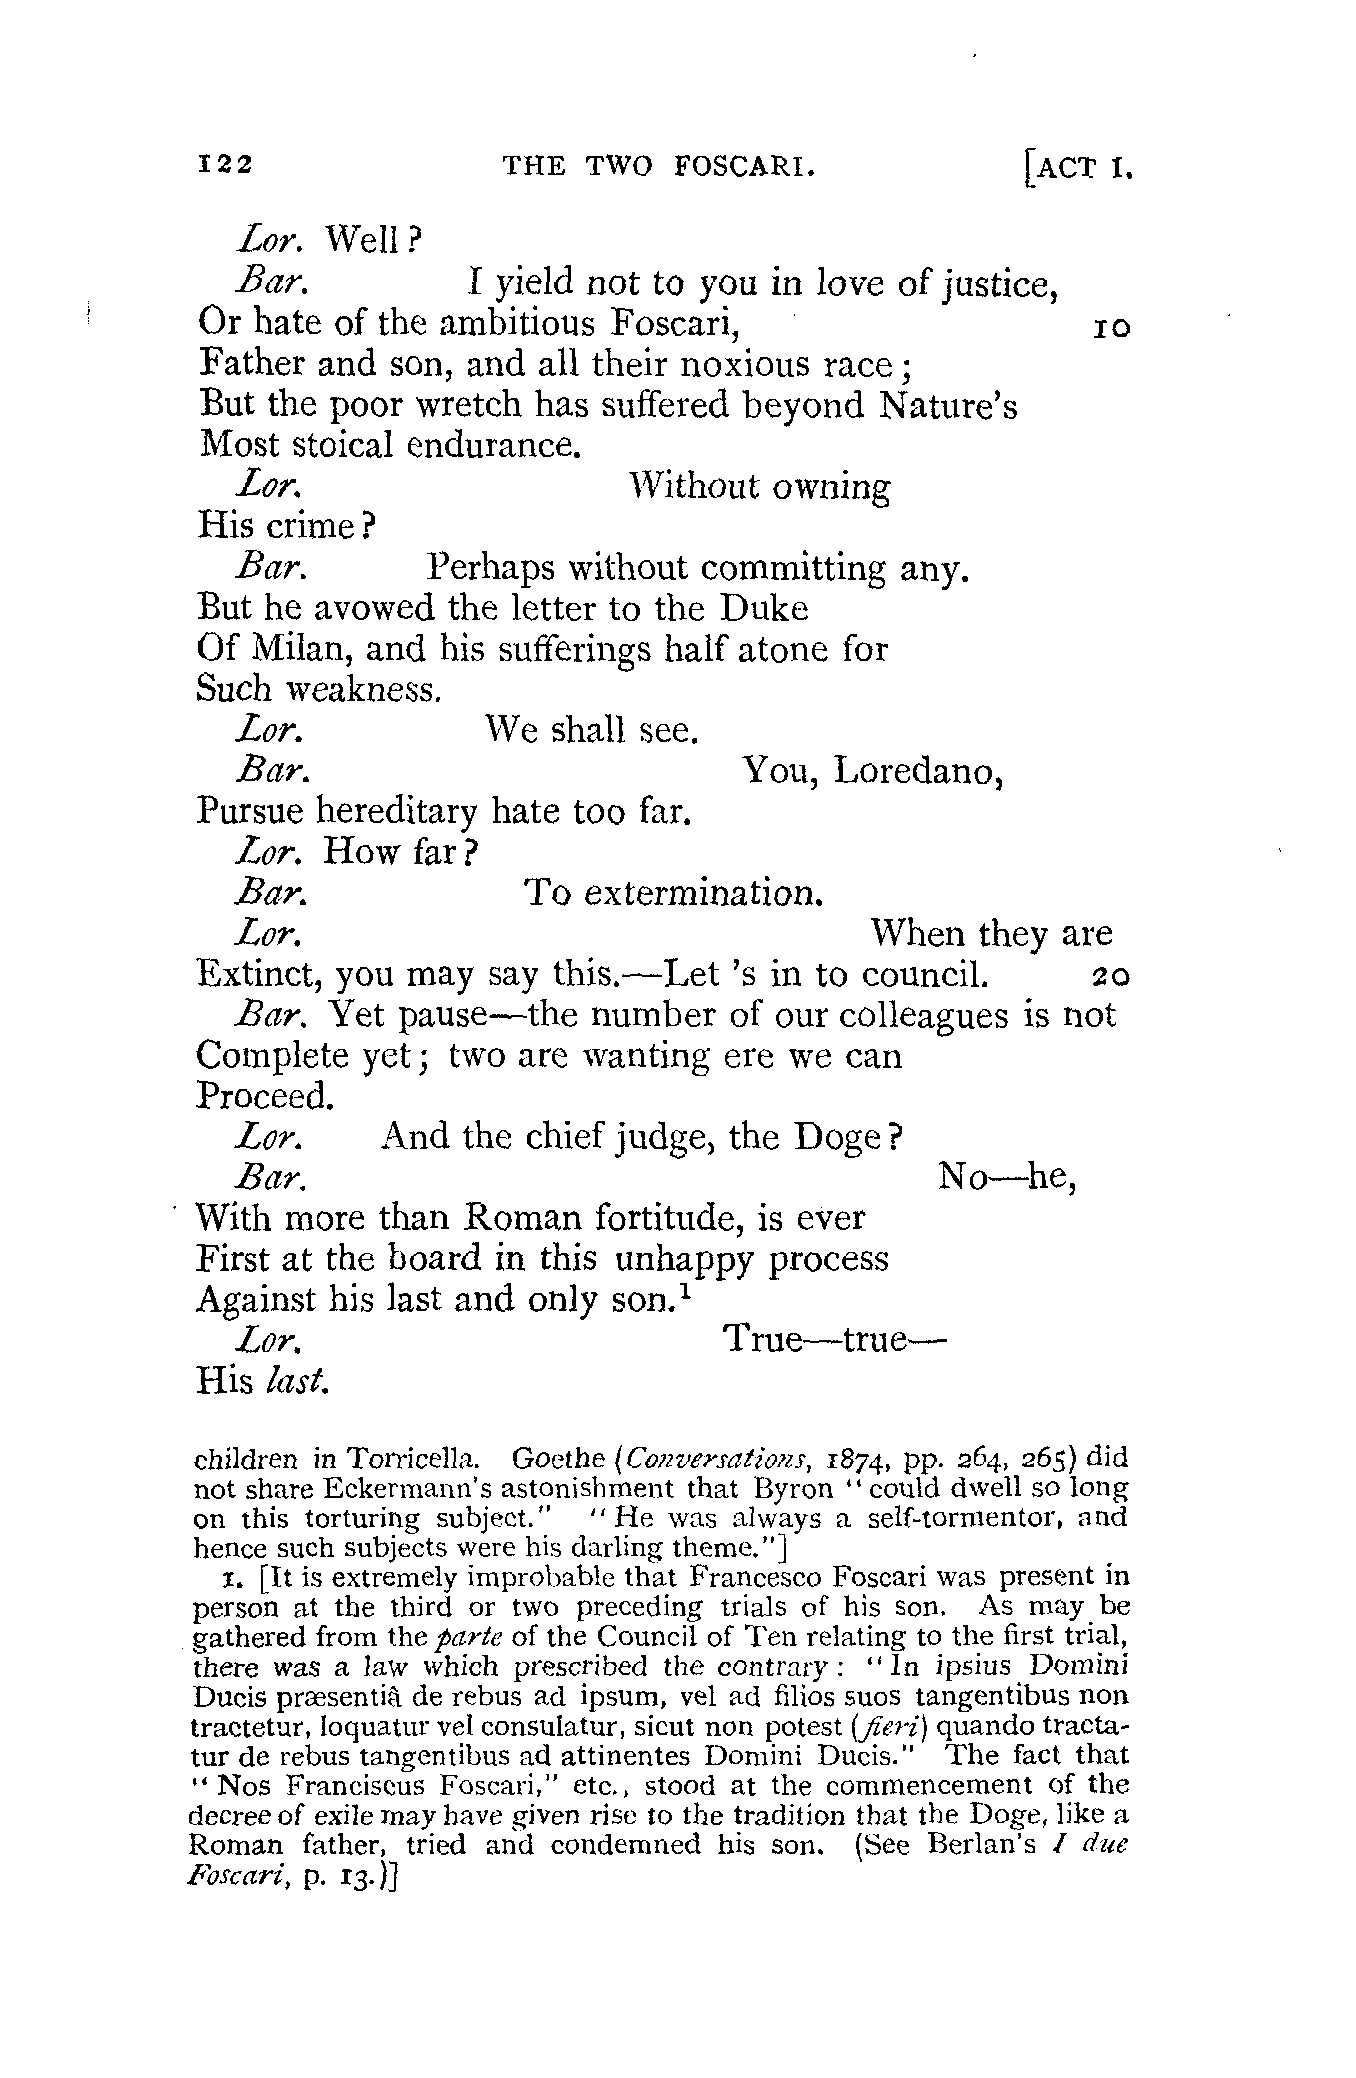 122 THE TWO FOSCARI. [ACT I.
Lor. Well?
Bar. I yield not to you in love of justice,
Or hate of the ambitious Foscari, 10
Father and son, and all their noxious race;
But the poor wretch has suffered beyond Nature's
Most stoical endurance.
Lor. Without owning
His crime?
Bar. Perhaps without committing any.
But he avowed the letter to the Duke
Of Milan, and his sufferings half atone for
Such weakness.
Lor. We shall see.
Bar. You, Loredano,
Pursue hereditary hate too far.
Lor. How far?
Bar. To extermination.
Lor. When they are
Extinct, you may say this.—Let 's in to council. 20
Bar. Yet pause—the number of our colleagues is not
Complete yet; two are wanting ere we can
Proceed.
Lor. And the chief judge, the Doge?
Bar. No—he,
With more than Roman fortitude, is ever
First at the board in this unhappy process
Against his last and only son.¹
Lor. True—true—
His last.
children in Torricella. Goethe (Conversations, 1874, pp. 264, 265) did
not share Eckermann's astonishment that Byron "could dwell so long
on this torturing subject." "He was always a self-tormentor, and
hence such subjects were his darling theme."]
1. [It is extremely improbable that Francesco Foscari was present in
person at the third or two preceding trials of his son. As may be
gathered from the parte of the Council of Ten relating to the first trial,
there was a law which prescribed the contrary: "In ipsius Domini
Ducis præsentiâ de rebus ad ipsum, vel ad filios suos tangentibus non
tractetur, loquatur vel consulatur, sicut non potest (fieri) quando tracta-
tur de rebus tangentibus ad attinentes Domini Ducis." The fact that
"Nos Franciscus Foscari," etc., stood at the commencement of the
decree of exile may have given rise to the tradition that the Doge, like a
Roman father, tried and condemned his son. (See Berlan's I due
Foscari, p. 13.)]